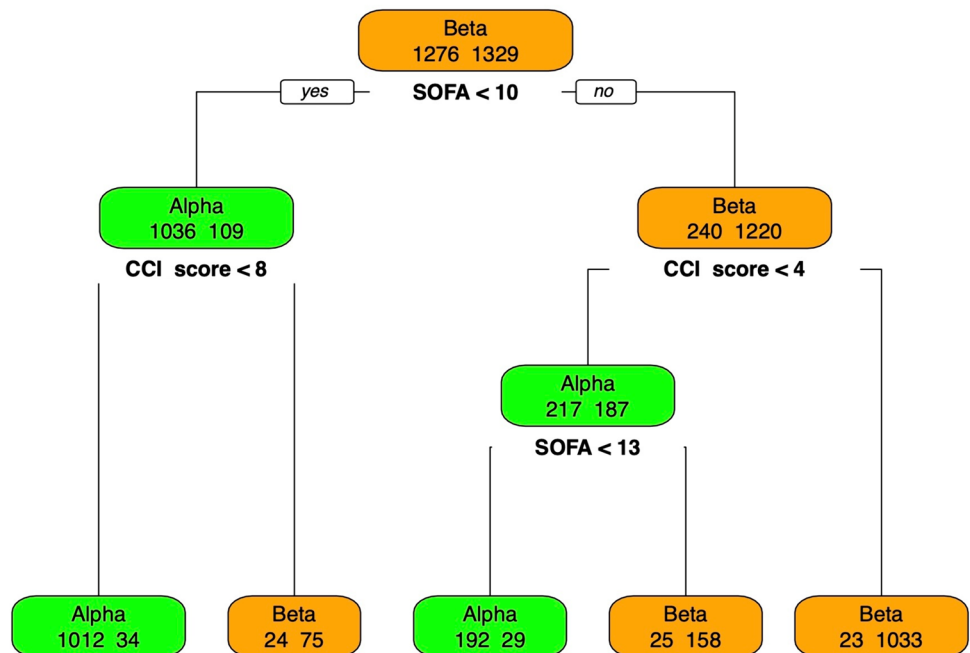 Beta
1276 1329
yes
SOFA < 10
no
Alpha
1036 109
Beta
240 1220
CCI score < 8
CCI score < 4
Alpha
217 187
SOFA < 13
Alpha
1012 34
Beta
24 75
Alpha
192 29
Beta
25 158
Beta
23 1033